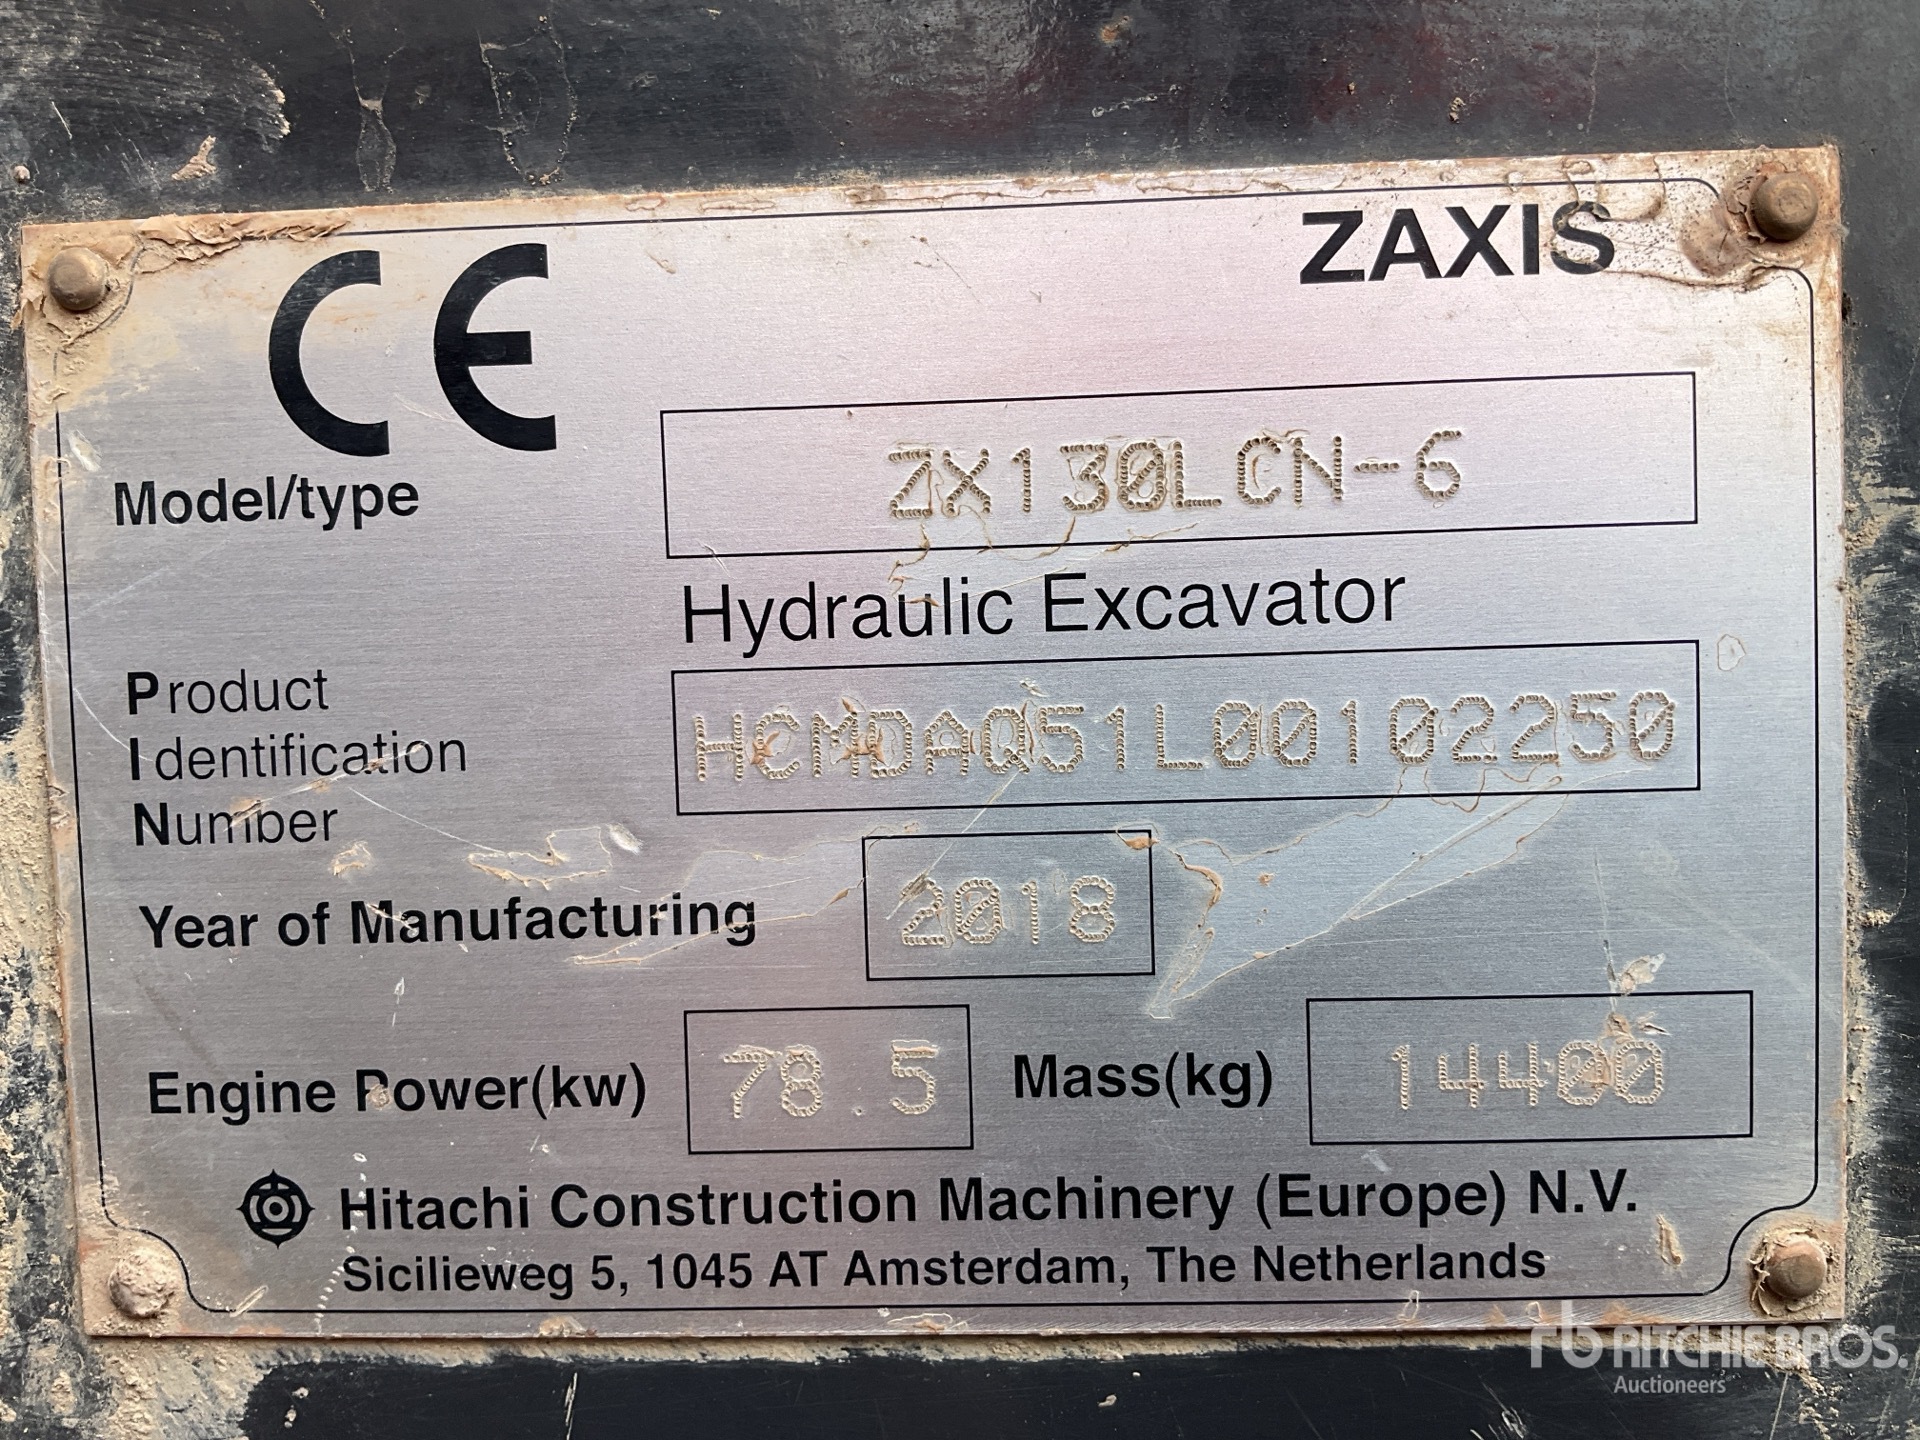 CE
ZAXIS
Model/type ZX130LCN-6
Hydraulic Excavator
Product
Identification
Number
HCMDAQ51L00102250
Year of Manufacturing 2018
Engine Power(kw) 78.5 Mass(kg) 14400
Hitachi Construction Machinery (Europe) N.V.
Sicilieweg 5, 1045 AT Amsterdam, The Netherlands
rb RITCHIE BROS.
Auctioneers